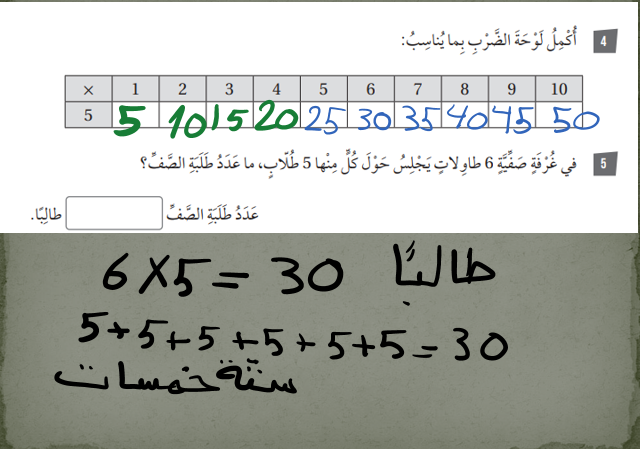 4 أُكْمِلُ لَوْحَةَ الضَّرْبِ بِما يُناسِبُ:
× 1 2 3 4 5 6 7 8 9 10
5 5 10 15 20 25 30 35 40 45 50
5 في غُرْفَةٍ صَفِّيَّةٍ 6 طاوِلاتٍ يَجْلِسُ حَوْلَ كُلٍّ مِنْها 5 طُلّابٍ، ما عَدَدُ طَلَبَةِ الصَّفِّ؟
عَدَدُ طَلَبَةِ الصَّفِّ طالِبًا.
6 × 5 = 30 طالبًا
5+5+5+5+5+5=30
ستّة خمسات